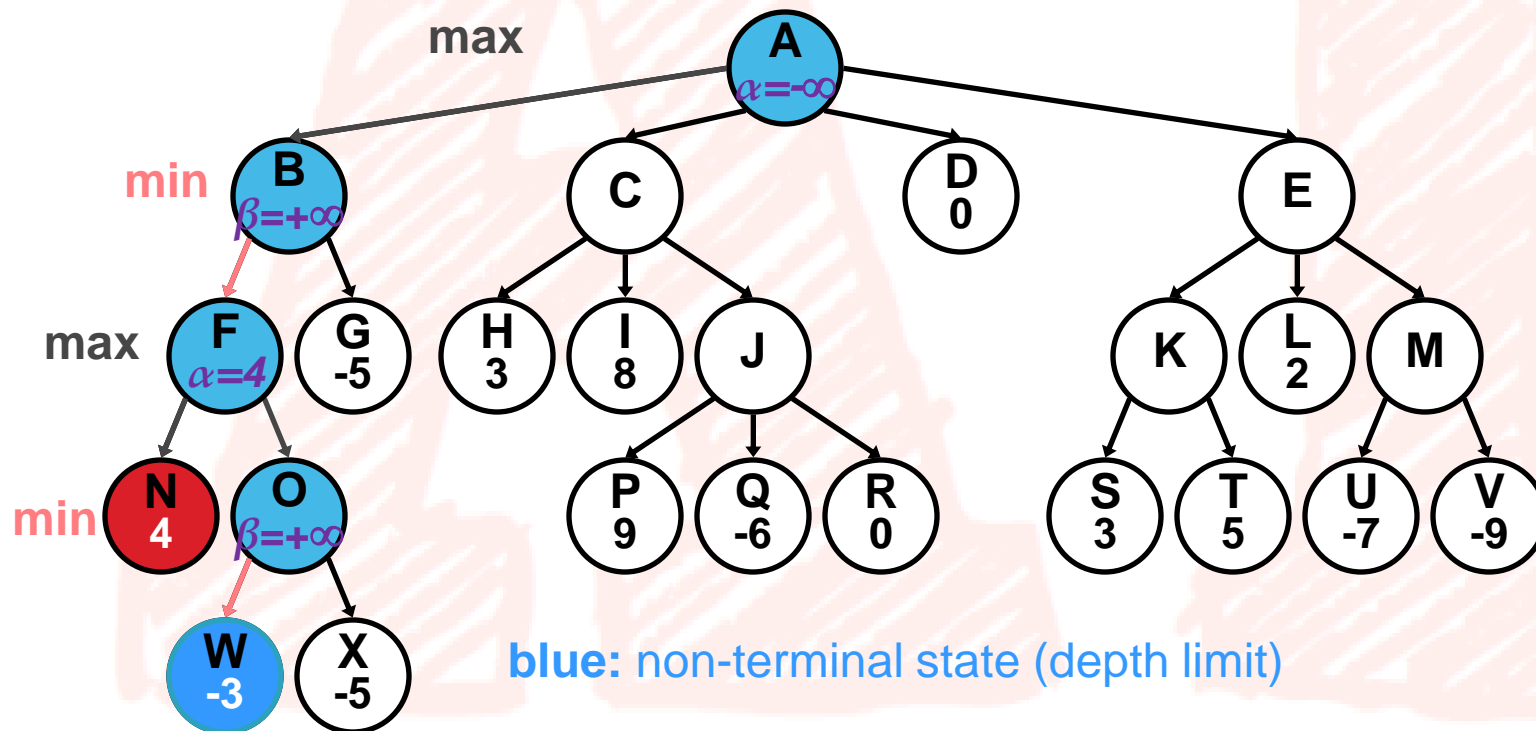 max
A
α=-∞
min
B
β=+∞
C
D
0
E
max
F
α=4
G
-5
H
3
I
8
J
K
L
2
M
min
N
4
O
β=+∞
P
9
Q
-6
R
0
S
3
T
5
U
-7
V
-9
W
-3
X
-5
blue: non-terminal state (depth limit)